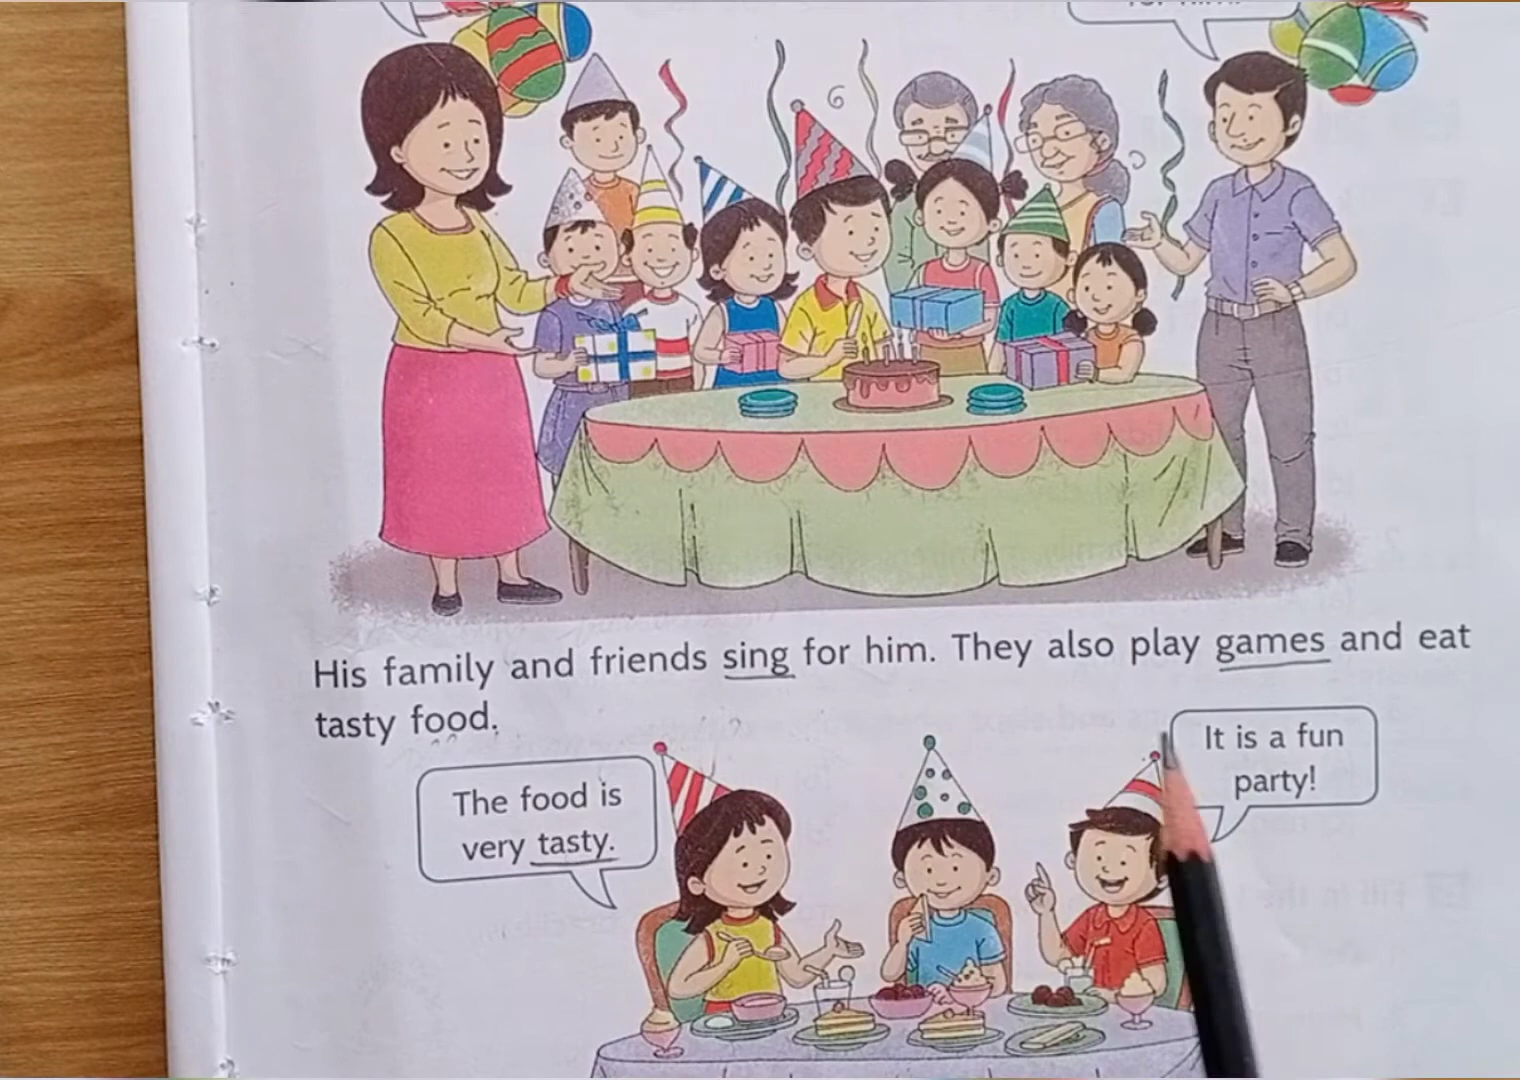 His family and friends sing for him. They also play games and eat
tasty food.
The food is
very tasty.
It is a fun
party!